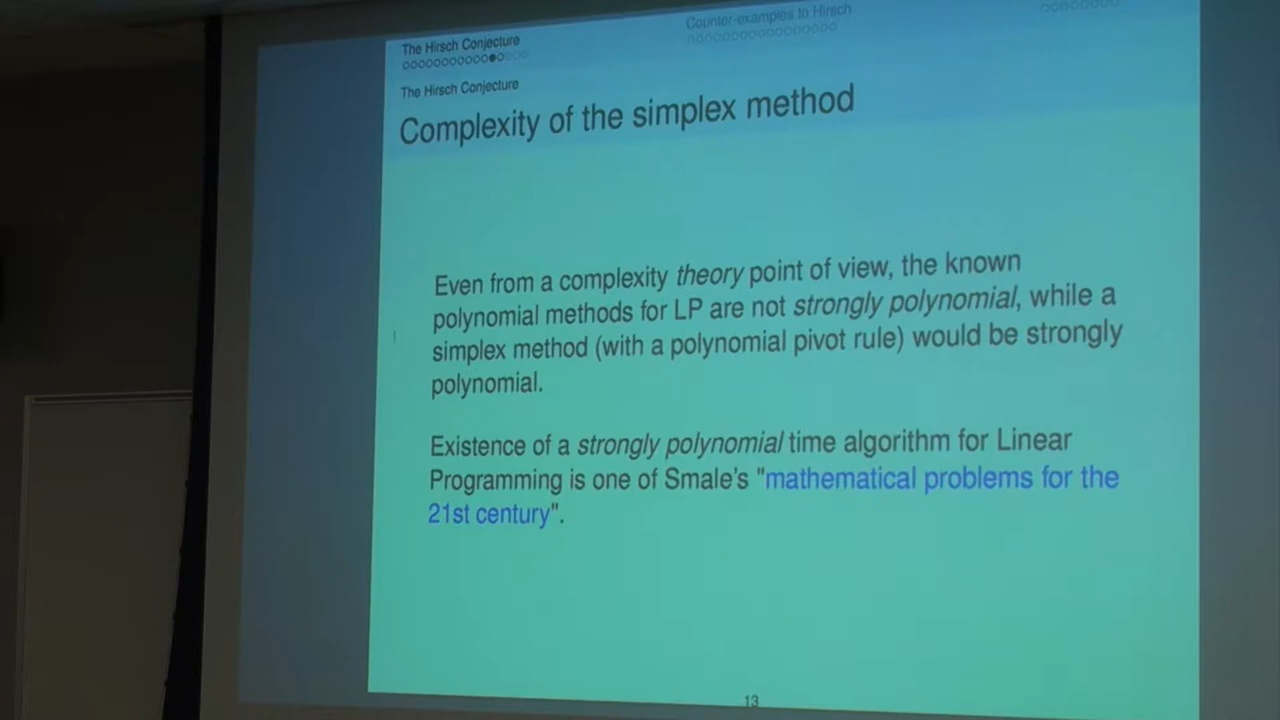 The Hirsch Conjecture
Counter-examples to Hirsch
The Hirsch Conjecture
Complexity of the simplex method
Even from a complexity theory point of view, the known
polynomial methods for LP are not strongly polynomial, while a
simplex method (with a polynomial pivot rule) would be strongly
polynomial.
Existence of a strongly polynomial time algorithm for Linear
Programming is one of Smale's "mathematical problems for the
21st century".
13